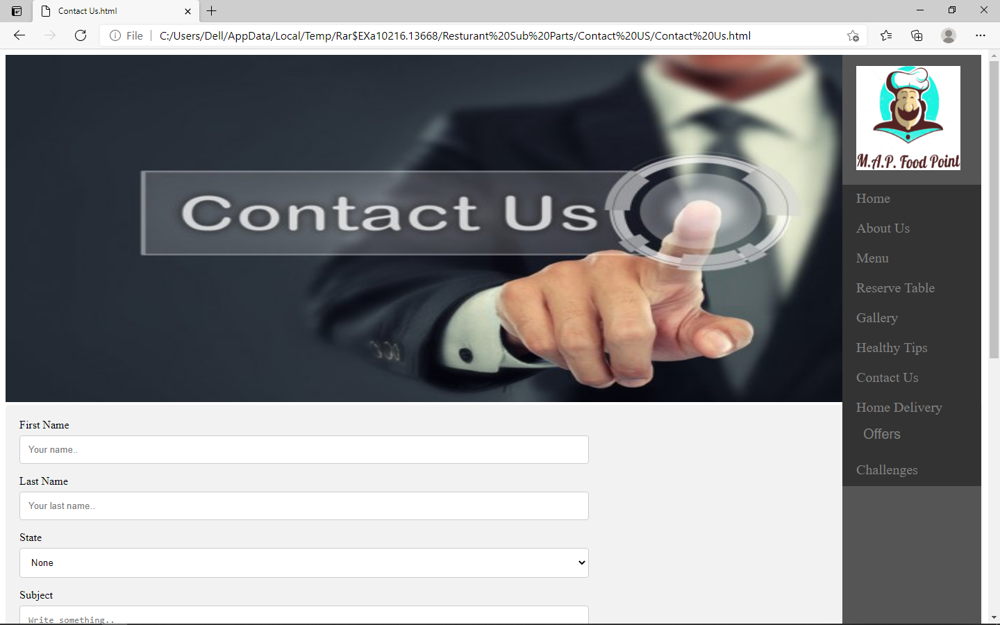 Contact Us.html
File
C:/Users/Dell/AppData/Local/Temp/Rar$EXa10216.13668/Resturant%20Sub%20Parts/Contact%20US/Contact%20Us.html
Contact Us
M.A.P. Food Point
Home
About Us
Menu
Reserve Table
Gallery
Healthy Tips
Contact Us
Home Delivery
Offers
Challenges
First Name
Your name..
Last Name
Your last name..
State
None
Subject
Write something..